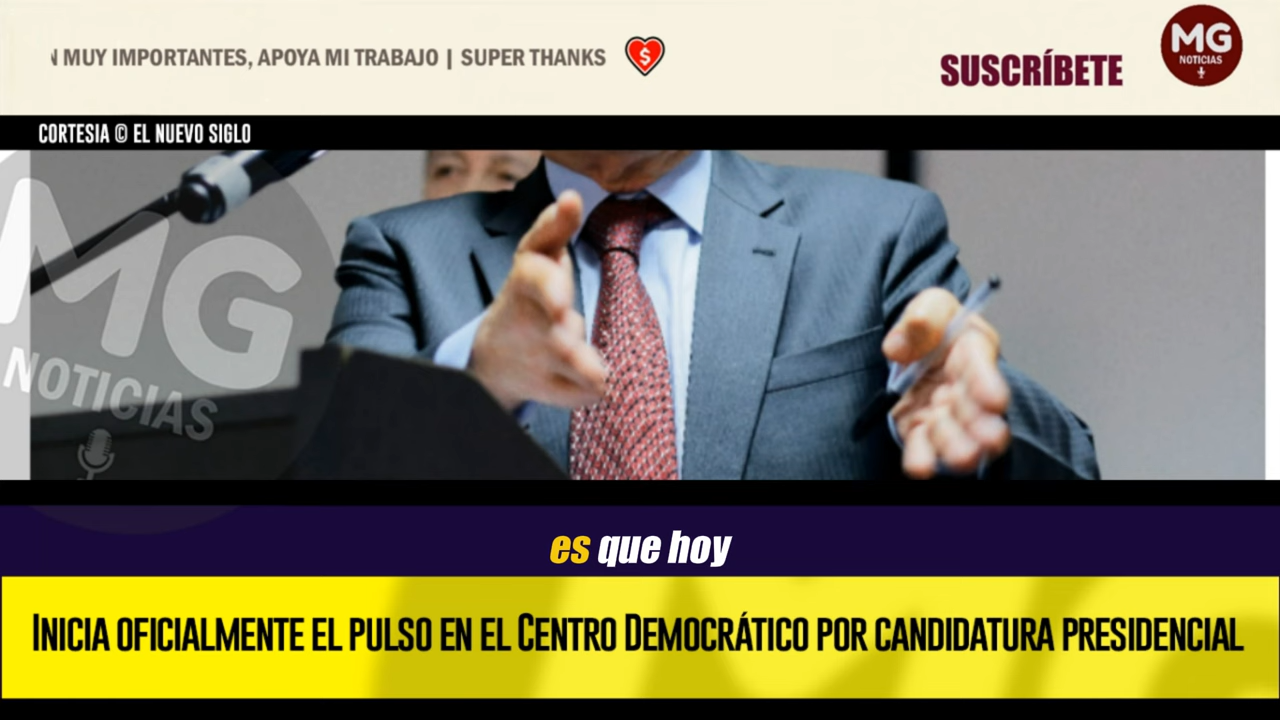 MUY IMPORTANTES, APOYA MI TRABAJO | SUPER THANKS
SUSCRÍBETE
MG
NOTICIAS
CORTESIA © EL NUEVO SIGLO
MG
NOTICIAS
es que hoy
INICIA OFICIALMENTE EL PULSO EN EL CENTRO DEMOCRÁTICO POR CANDIDATURA PRESIDENCIAL